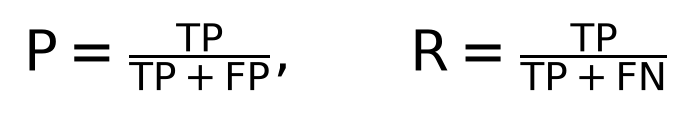 P = TP / (TP + FP), R = TP / (TP + FN)